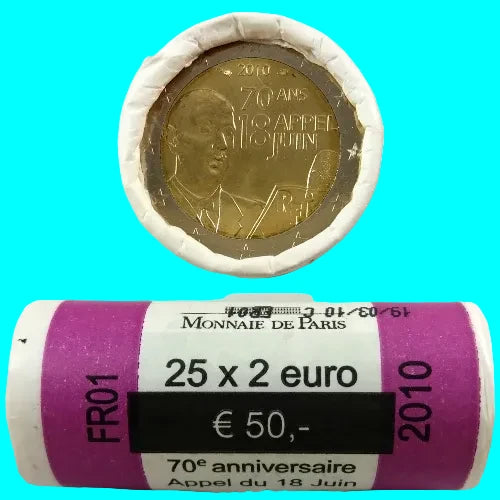 2010
70 ANS
18 APPEL
JUIN
RF
19/03/10 C FR01
MONNAIE DE PARIS
25 x 2 euro
€ 50,-
70e anniversaire
Appel du 18 Juin
FR01
2010